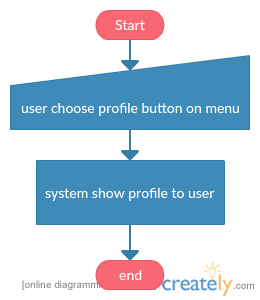 Start
user choose profile button on menu
system show profile to user
end
[online diagramm
creately.com